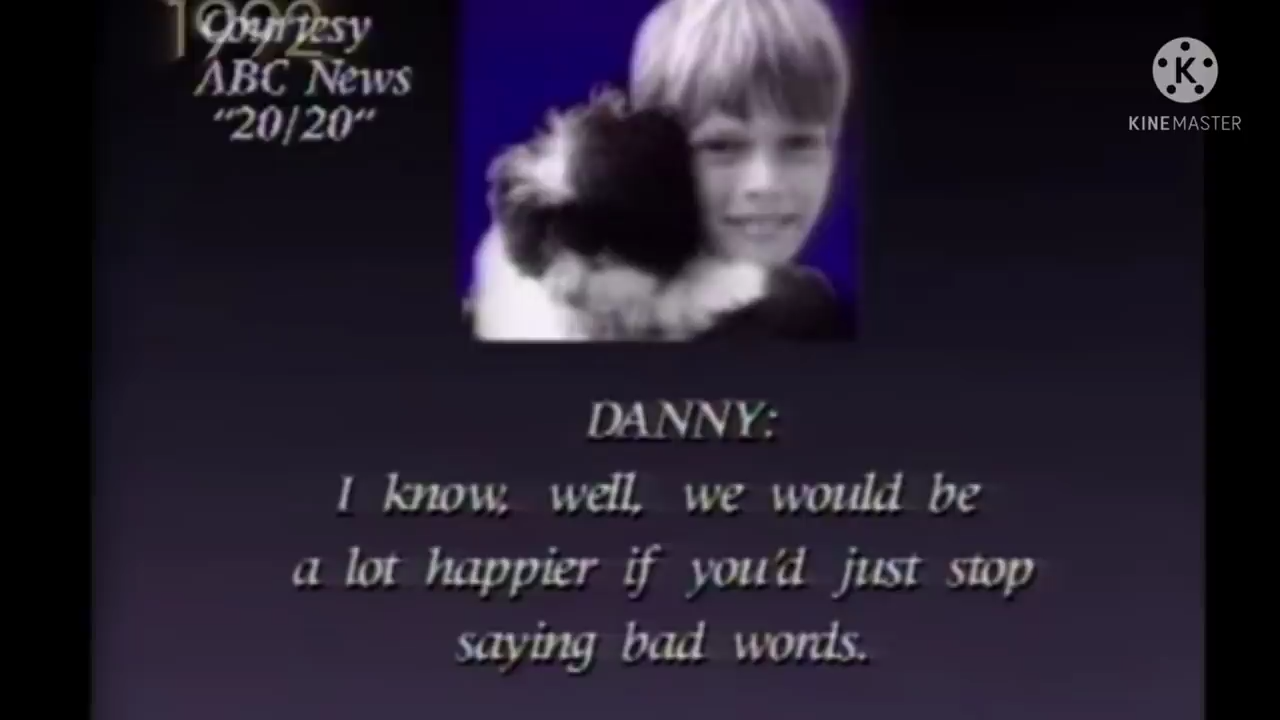 1992
Courtesy
ABC News
"20/20"
KINEMASTER
DANNY:
I know, well, we would be
a lot happier if you'd just stop
saying bad words.